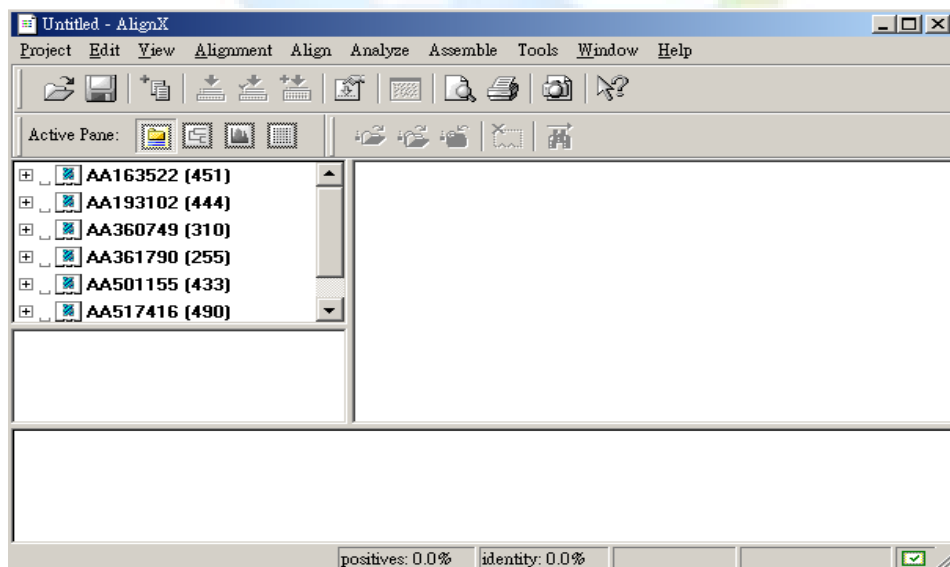 Untitled - AlignX
Project Edit View Alignment Align Analyze Assemble Tools Window Help
Active Pane:
AA163522 (451)
AA193102 (444)
AA360749 (310)
AA361790 (255)
AA501155 (433)
AA517416 (490)
positives: 0.0% identity: 0.0%